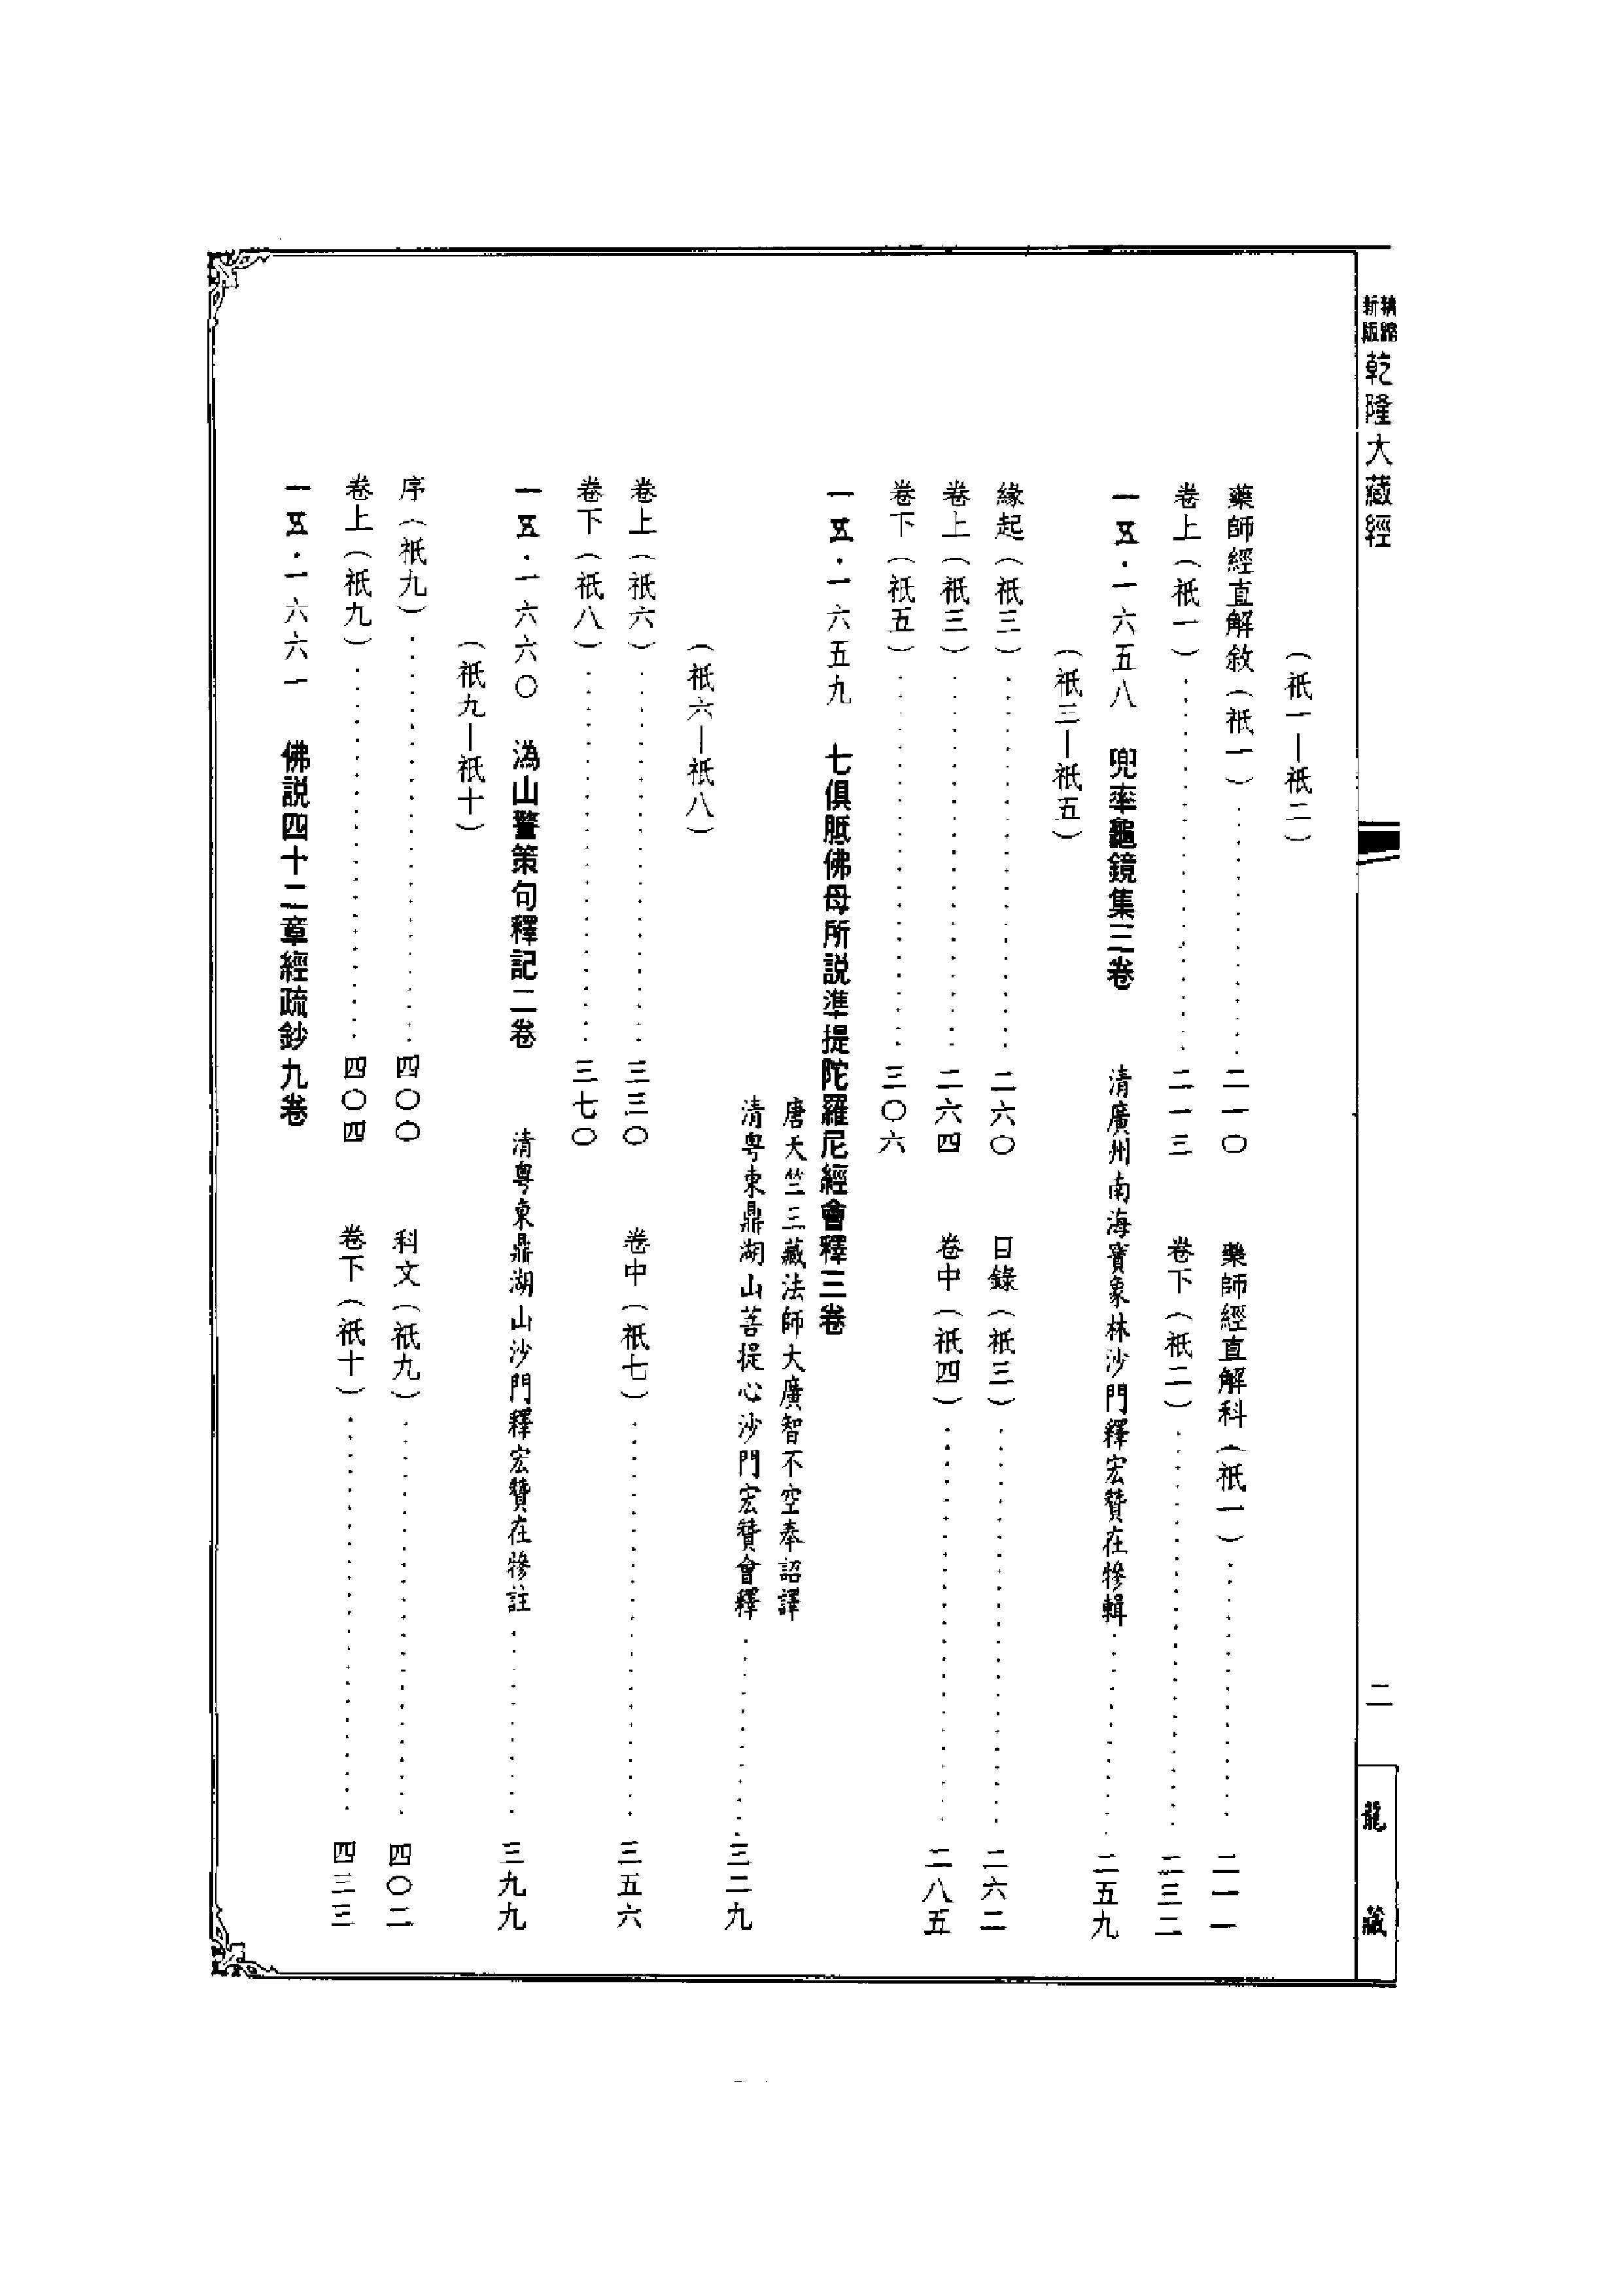 精縮新版 乾隆大藏經
二
龍藏
（祇一—祇二）
藥師經直解敘（祇一）……二一〇　藥師經直解科（祇一）……二一一
卷上（祇一）……二一三　卷下（祇二）……二三二
一五·一六五八　兜率龜鏡集三卷　清廣州南海寶象林沙門釋宏贊在犙輯……二五九
（祇三—祇五）
緣起（祇三）……二六〇　目錄（祇三）……二六二
卷上（祇三）……二六四　卷中（祇四）……二八五
卷下（祇五）……三〇六
一五·一六五九　七俱胝佛母所説準提陀羅尼經會釋三卷
唐天竺三藏法師大廣智不空奉詔譯
清粤東鼎湖山菩提心沙門宏贊會釋……三二九
（祇六—祇八）
卷上（祇六）……三三〇　卷中（祇七）……三五六
卷下（祇八）……三七〇
一五·一六六〇　溈山警策句釋記二卷　清粤東鼎湖山沙門釋宏贊在犙註……三九九
（祇九—祇十）
序（祇九）……四〇〇　科文（祇九）……四〇二
卷上（祇九）……四〇四　卷下（祇十）……四三三
一五·一六六一　佛説四十二章經疏鈔九卷